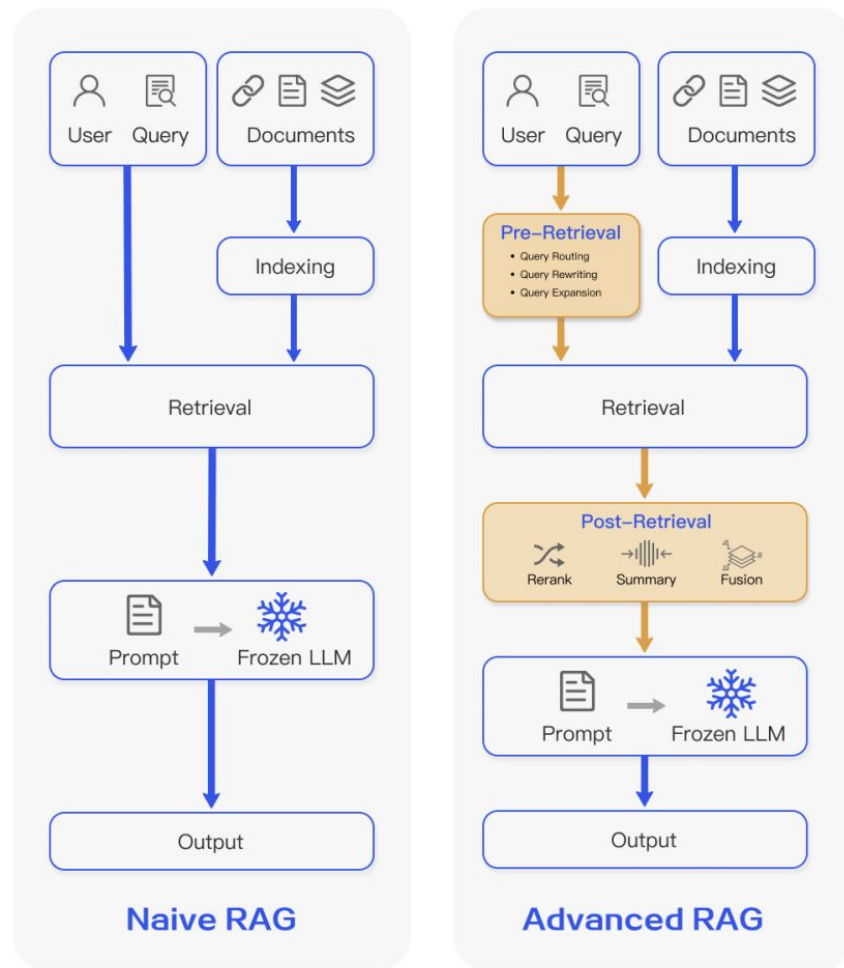 User Query
Documents
Indexing
Retrieval
Prompt Frozen LLM
Output
Naive RAG
User Query
Documents
Pre-Retrieval
• Query Routing
• Query Rewriting
• Query Expansion
Indexing
Retrieval
Post-Retrieval
Rerank Summary Fusion
Prompt Frozen LLM
Output
Advanced RAG